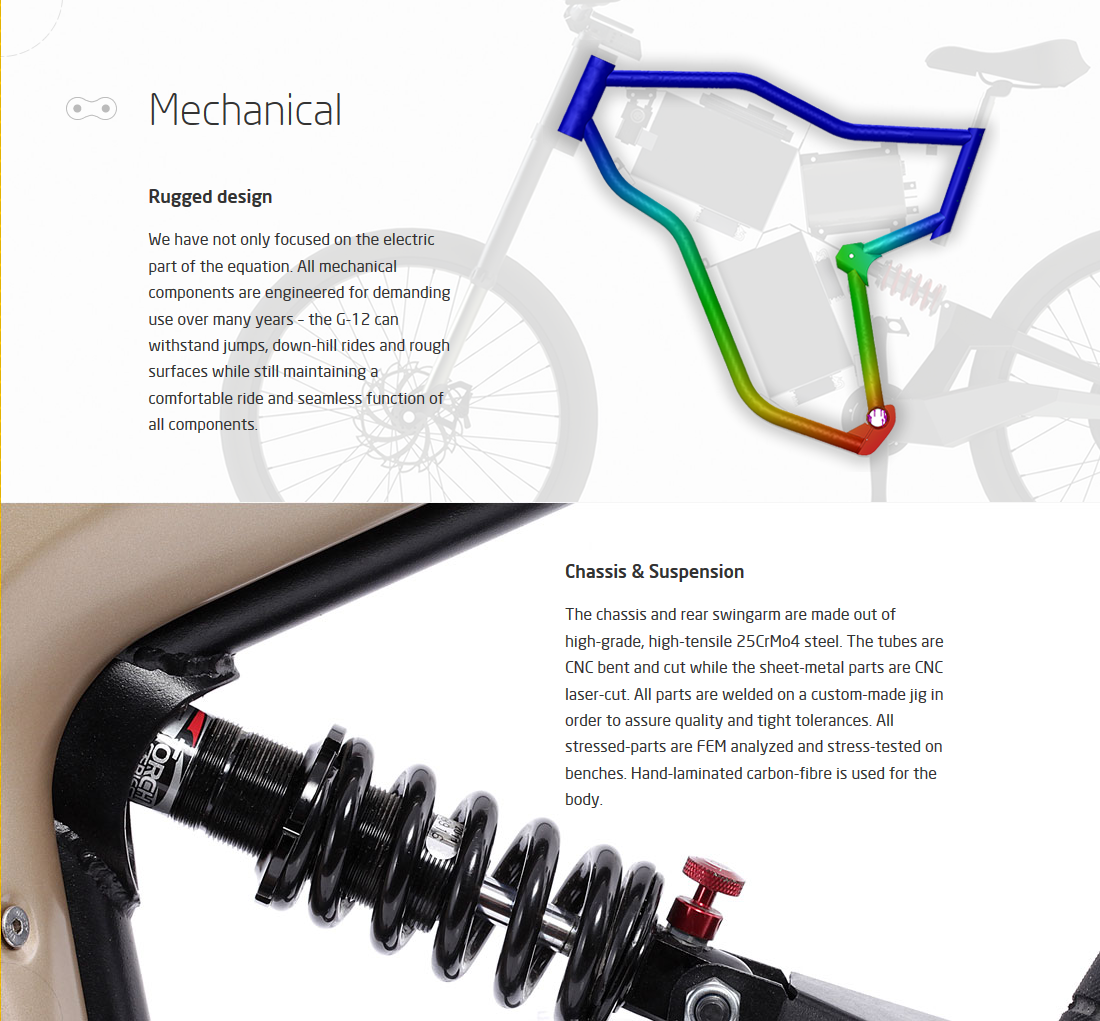 Mechanical
Rugged design
We have not only focused on the electric
part of the equation. All mechanical
components are engineered for demanding
use over many years – the G-12 can
withstand jumps, down-hill rides and rough
surfaces while still maintaining a
comfortable ride and seamless function of
all components.
Chassis & Suspension
The chassis and rear swingarm are made out of
high-grade, high-tensile 25CrMo4 steel. The tubes are
CNC bent and cut while the sheet-metal parts are CNC
laser-cut. All parts are welded on a custom-made jig in
order to assure quality and tight tolerances. All
stressed-parts are FEM analyzed and stress-tested on
benches. Hand-laminated carbon-fibre is used for the
body.